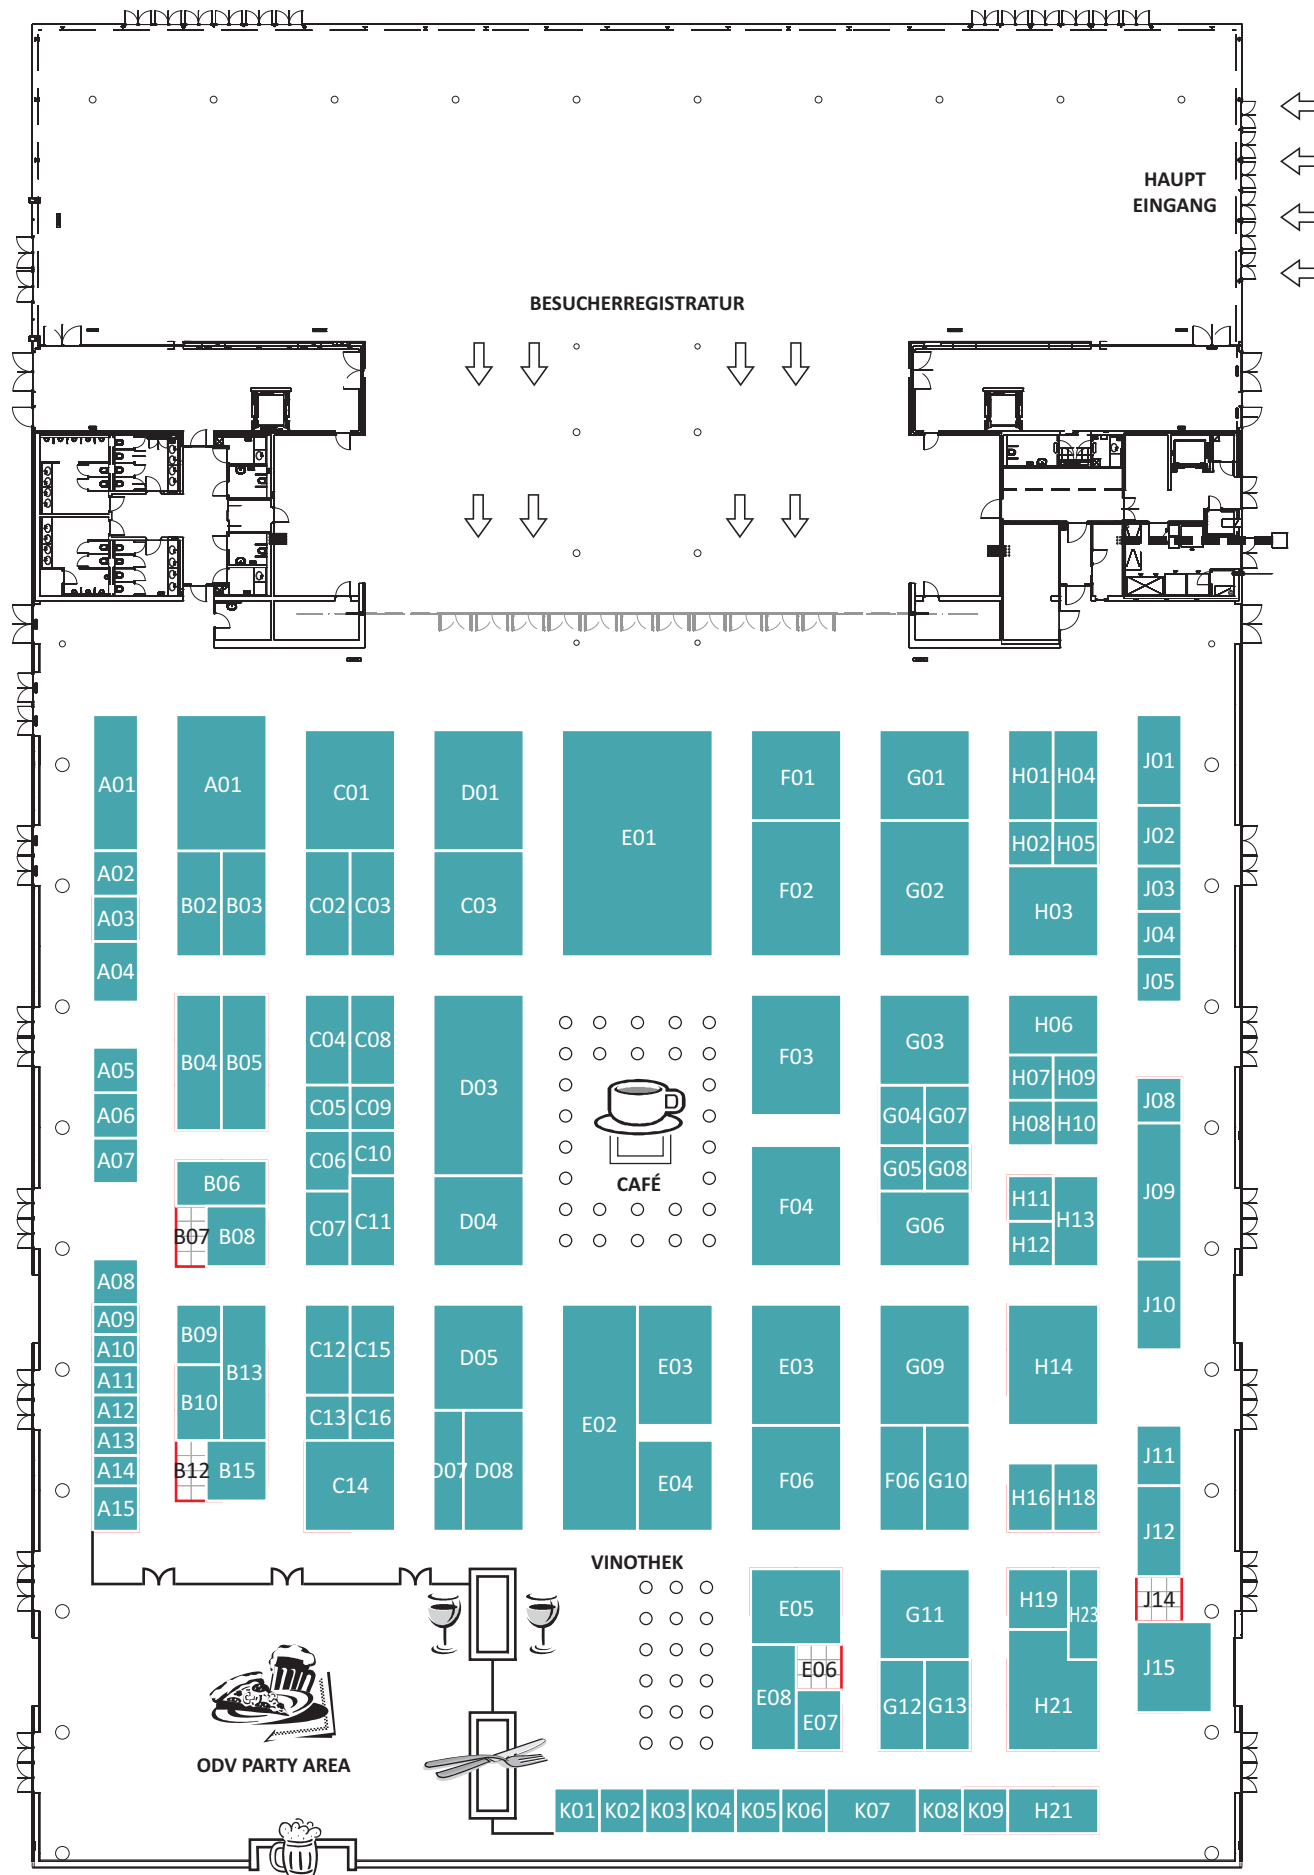 HAUPT
EINGANG
BESUCHERREGISTRATUR
A01
A01
C01
D01
E01
F01
G01
H01
H04
J01
A02
A03
A04
B02
B03
C02
C03
C03
F02
G02
H02
H05
H03
J02
J03
J04
J05
A05
A06
A07
B04
B05
B06
B07
B08
C04
C08
C05
C09
C06
C10
C07
C11
D03
D04
CAFÉ
F03
F04
G03
G04
G07
G05
G08
G06
H06
H07
H09
H08
H10
H11
H12
H13
J08
J09
J10
A08
A09
A10
A11
A12
A13
A14
A15
B09
B10
B13
B12
B15
C12
C15
C13
C16
C14
D05
D07
D08
E02
E03
E04
E03
F06
G09
F06
G10
H14
H16
H18
J11
J12
J14
J15
VINOTHEK
E05
E06
E08
E07
G11
G12
G13
H19
H23
H21
ODV PARTY AREA
K01
K02
K03
K04
K05
K06
K07
K08
K09
H21